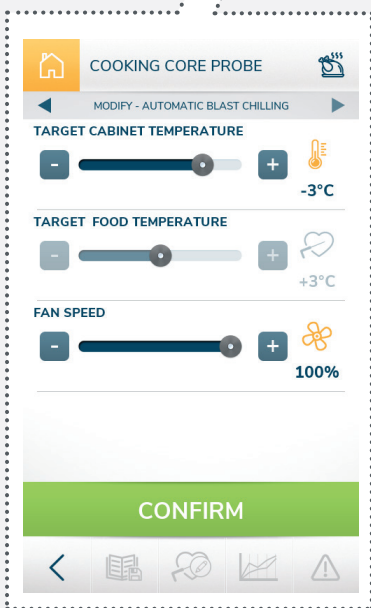 COOKING CORE PROBE
MODIFY - AUTOMATIC BLAST CHILLING
TARGET CABINET TEMPERATURE
- +
-3°C
TARGET FOOD TEMPERATURE
- +
+3°C
FAN SPEED
- +
100%
CONFIRM